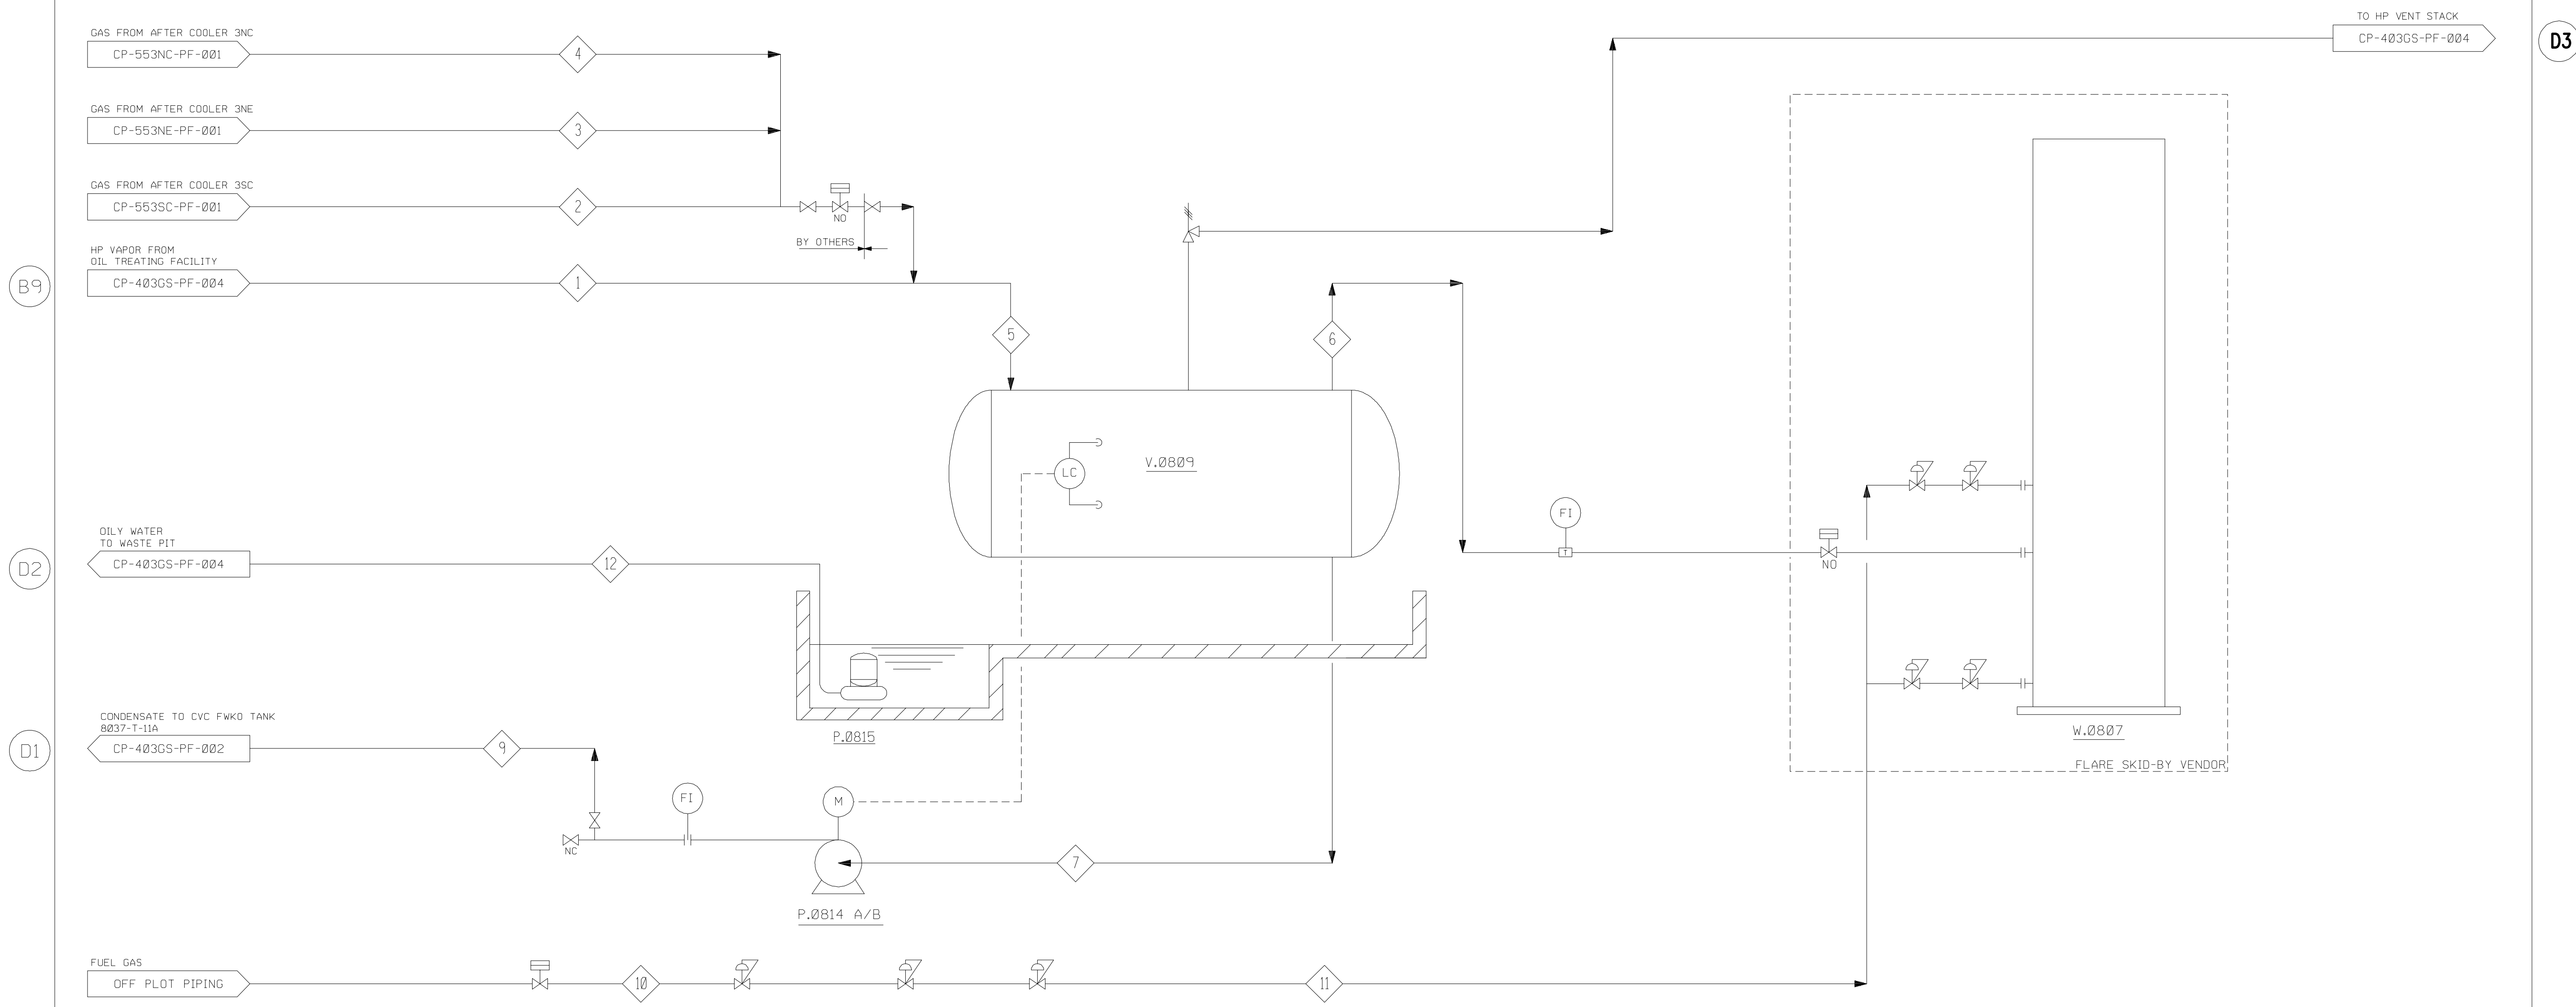 TO HP VENT STACK
CP-403GS-PF-004
D3
GAS FROM AFTER COOLER 3NC
CP-553NC-PF-001
4
GAS FROM AFTER COOLER 3NE
CP-553NE-PF-001
3
GAS FROM AFTER COOLER 3SC
CP-553SC-PF-001
2
NO
BY OTHERS
HP VAPOR FROM
OIL TREATING FACILITY
B9
CP-403GS-PF-004
1
5
6
LC
V.0809
FI
T
NO
OILY WATER
TO WASTE PIT
D2
CP-403GS-PF-004
12
P.0815
CONDENSATE TO CVC FWKO TANK
8037-T-11A
D1
CP-403GS-PF-002
9
W.0807
FLARE SKID-BY VENDOR
FI
M
NC
7
P.0814 A/B
FUEL GAS
OFF PLOT PIPING
10
11